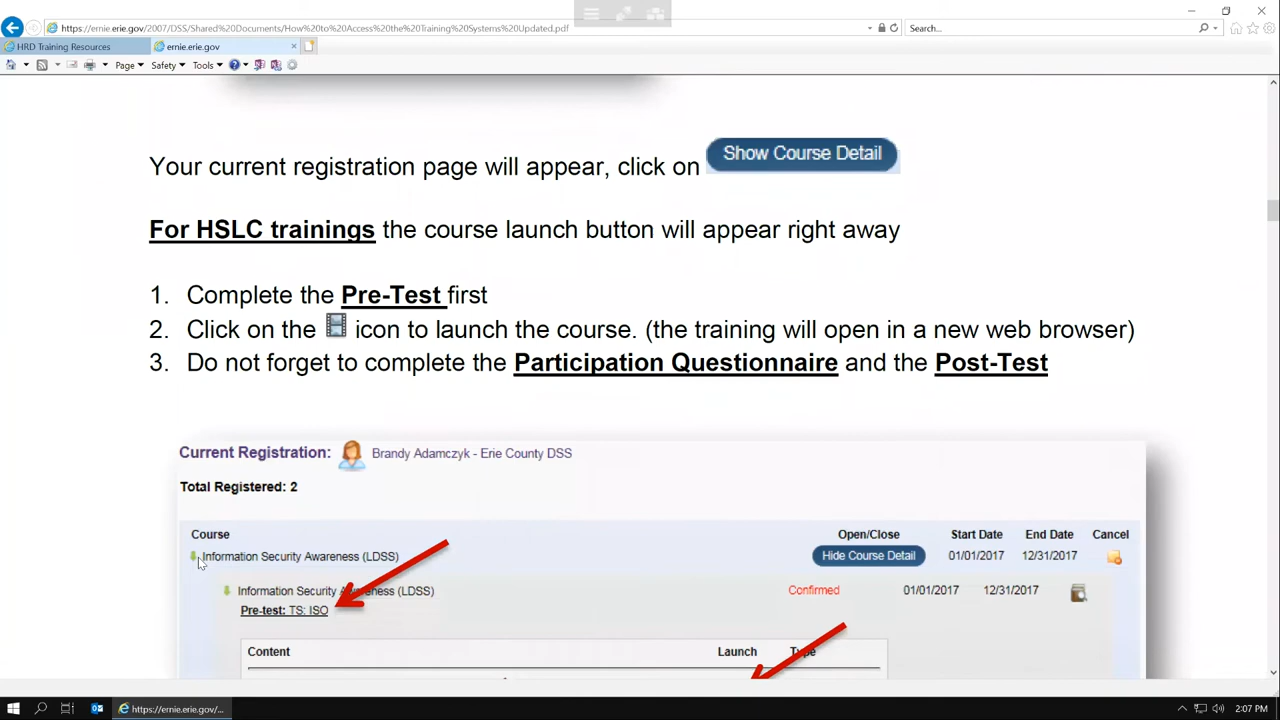 https://ernie.erie.gov/2007/DSS/Shared%20Documents/How%20to%20Access%20the%20Training%20Systems%20Updated.pdf
Search...
HRD Training Resources
ernie.erie.gov
Page
Safety
Tools
Your current registration page will appear, click on Show Course Detail
For HSLC trainings the course launch button will appear right away
1. Complete the Pre-Test first
2. Click on the icon to launch the course. (the training will open in a new web browser)
3. Do not forget to complete the Participation Questionnaire and the Post-Test
Current Registration: Brandy Adamczyk - Erie County DSS
Total Registered: 2
Course Open/Close Start Date End Date Cancel
Information Security Awareness (LDSS) Hide Course Detail 01/01/2017 12/31/2017
Information Security Awareness (LDSS) Confirmed 01/01/2017 12/31/2017
Pre-test: TS: ISO
Content Launch Type
https://ernie.erie.gov/...
2:07 PM